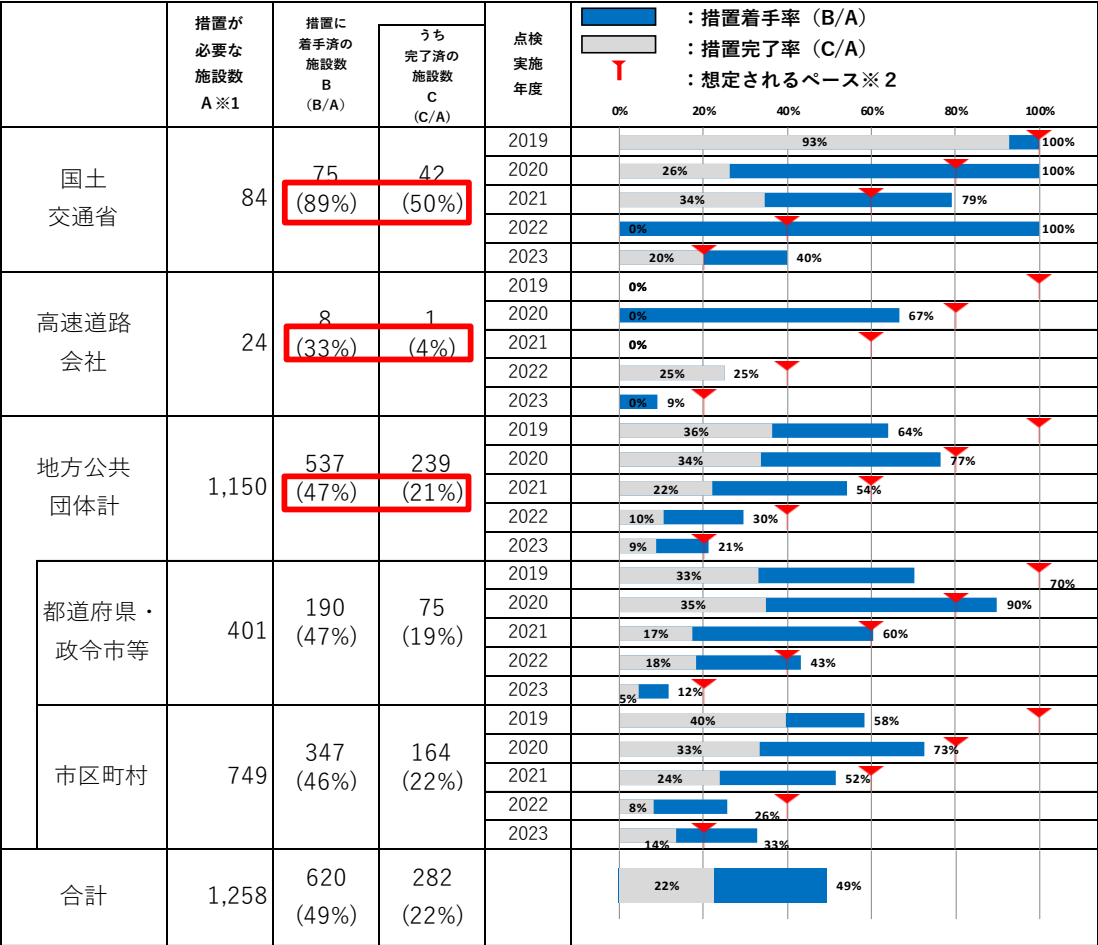 措置が
必要な
施設数
A ※1
措置に
着手済の
施設数
B
(B/A)
うち
完了済の
施設数
C
(C/A)
点検
実施
年度
：措置着手率（B/A）
：措置完了率（C/A）
：想定されるペース※２
0% 20% 40% 60% 80% 100%
国土
交通省
84
75
(89%)
42
(50%)
2019 93% 100%
2020 26% 100%
2021 34% 79%
2022 0% 100%
2023 20% 40%
高速道路
会社
24
8
(33%)
1
(4%)
2019 0%
2020 0% 67%
2021 0%
2022 25% 25%
2023 0% 9%
地方公共
団体計
1,150
537
(47%)
239
(21%)
2019 36% 64%
2020 34% 77%
2021 22% 54%
2022 10% 30%
2023 9% 21%
都道府県・
政令市等
401
190
(47%)
75
(19%)
2019 33% 70%
2020 35% 90%
2021 17% 60%
2022 18% 43%
2023 5% 12%
市区町村
749
347
(46%)
164
(22%)
2019 40% 58%
2020 33% 73%
2021 24% 52%
2022 8% 26%
2023 14% 33%
合計
1,258
620
(49%)
282
(22%)
22% 49%